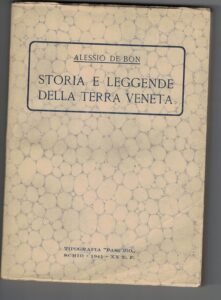 ALESSIO DE BON
STORIA E LEGGENDE
DELLA TERRA VENETA
TIPOGRAFIA "PASUBIO"
SCHIO - 1941 - XX E. F.